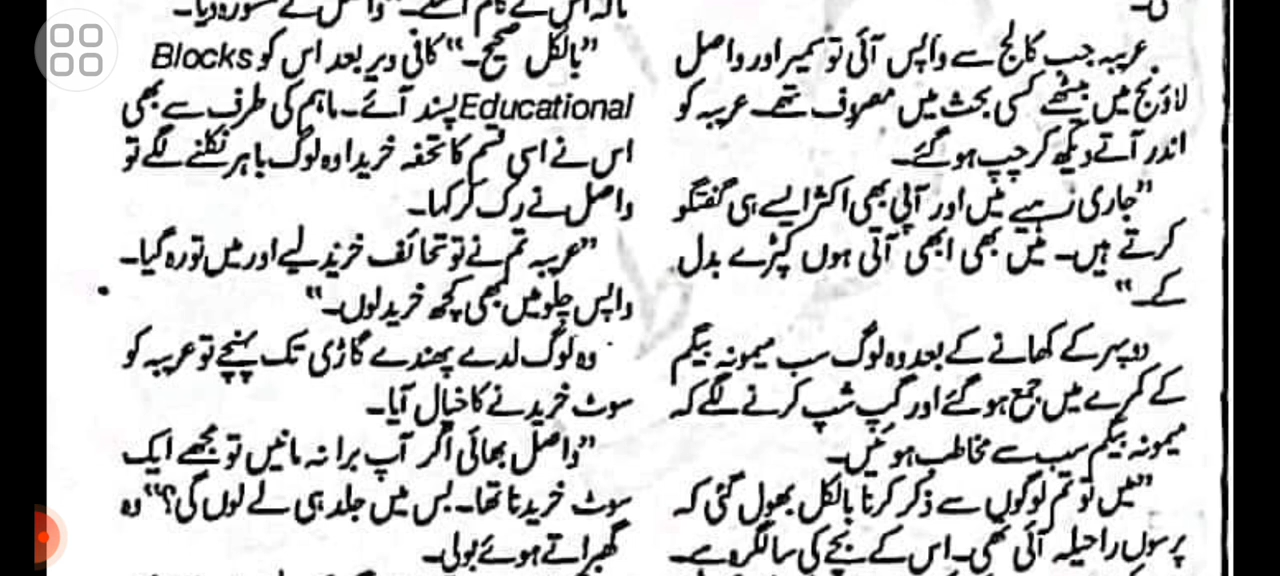 کی۔
عریبہ جب کالج سے واپس آئی تو سمیر اور واصل
لاؤنج میں بیٹھے کسی بحث میں مصروف تھے۔ عریبہ کو
اندر آتے دیکھ کر چپ ہو گئے۔
”جاری رہیے میں اور آپی بھی اکثر ایسے ہی گفتگو
کرتے ہیں۔ میں بھی ابھی آتی ہوں کپڑے بدل
کے۔“
دوپہر کے کھانے کے بعد وہ لوگ سب میمونہ بیگم
کے کمرے میں جمع ہو گئے اور گپ شپ کرنے لگے کہ
میمونہ بیگم سب سے مخاطب ہوئیں۔
”میں تو تم لوگوں سے ذکر کرنا بالکل بھول گئی کہ
پرسوں راحیلہ آئی تھی۔ اس کے بچے کی سالگرہ ہے۔
”بالکل صحیح۔“ کافی دیر بعد اس کو Blocks
Educational پسند آئے۔ ماہم کی طرف سے بھی
اس نے اسی قسم کا تحفہ خریدا وہ لوگ باہر نکلنے لگے تو
واصل نے رک کر کہا۔
”عریبہ تم نے تو تحائف خرید لیے اور میں تو رہ گیا۔
واپس چلو میں بھی کچھ خرید لوں۔“
وہ لوگ لدے پھندے گاڑی تک پہنچے تو عریبہ کو
سوٹ خریدنے کا خیال آیا۔
”واصل بھائی اگر آپ برا نہ مانیں تو مجھے ایک
سوٹ خریدنا تھا۔ بس میں جلد ہی لے لوں گی؟“ وہ
گھبراتے ہوئے بولی۔